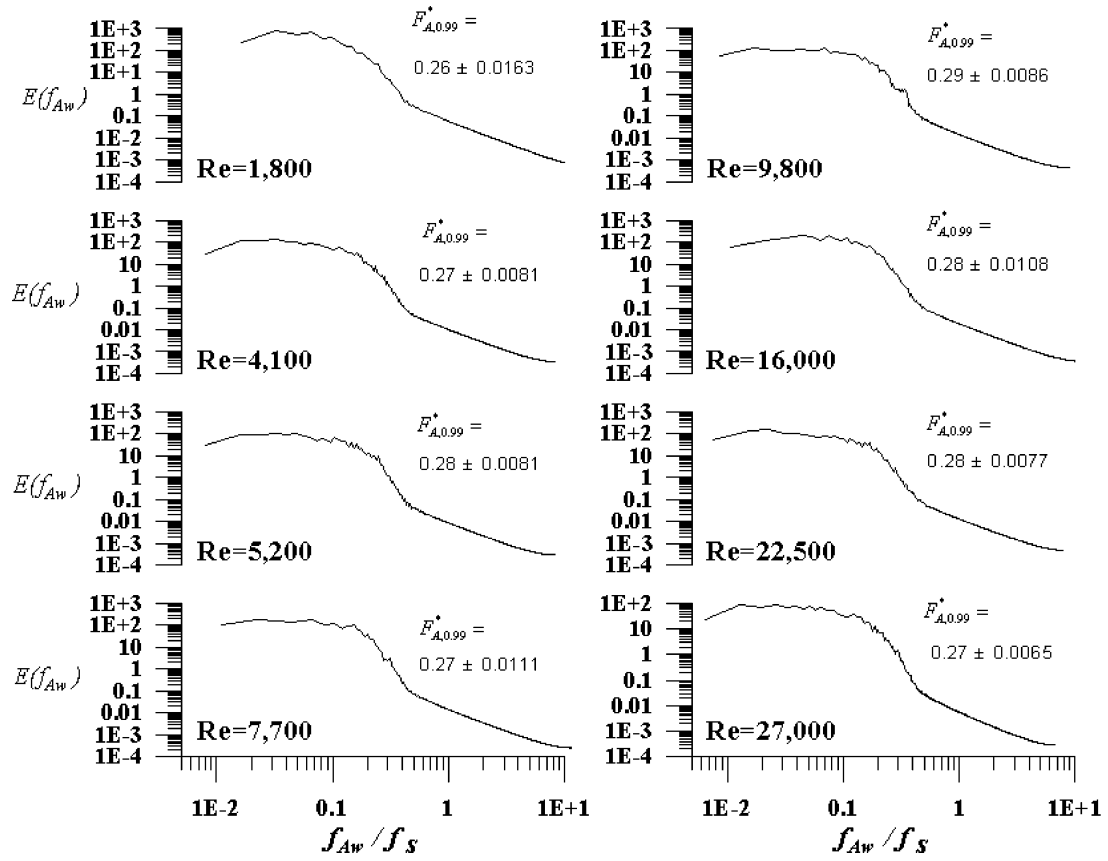 1E+3
1E+2
1E+1
1
0.1
1E-2
1E-3
1E-4
E(f_Aw)
F*_A,0.99 =
0.26 ± 0.0163
Re=1,800
1E+3
1E+2
1E+1
1
0.1
0.01
1E-3
1E-4
F*_A,0.99 =
0.29 ± 0.0086
Re=9,800
1E+3
1E+2
10
1
0.1
0.01
1E-3
1E-4
E(f_Aw)
F*_A,0.99 =
0.27 ± 0.0081
Re=4,100
1E+3
1E+2
10
1
0.1
0.01
1E-3
1E-4
F*_A,0.99 =
0.28 ± 0.0108
Re=16,000
1E+3
1E+2
10
1
0.1
0.01
1E-3
1E-4
E(f_Aw)
F*_A,0.99 =
0.28 ± 0.0081
Re=5,200
1E+3
1E+2
10
1
0.1
0.01
1E-3
1E-4
F*_A,0.99 =
0.28 ± 0.0077
Re=22,500
1E+3
1E+2
10
1
0.1
0.01
1E-3
1E-4
E(f_Aw)
F*_A,0.99 =
0.27 ± 0.0111
Re=7,700
1E+2
10
1
0.1
0.01
1E-3
1E-4
F*_A,0.99 =
0.27 ± 0.0065
Re=27,000
1E-2 0.1 1 1E+1
f_Aw / f_S
1E-2 0.1 1 1E+1
f_Aw / f_S